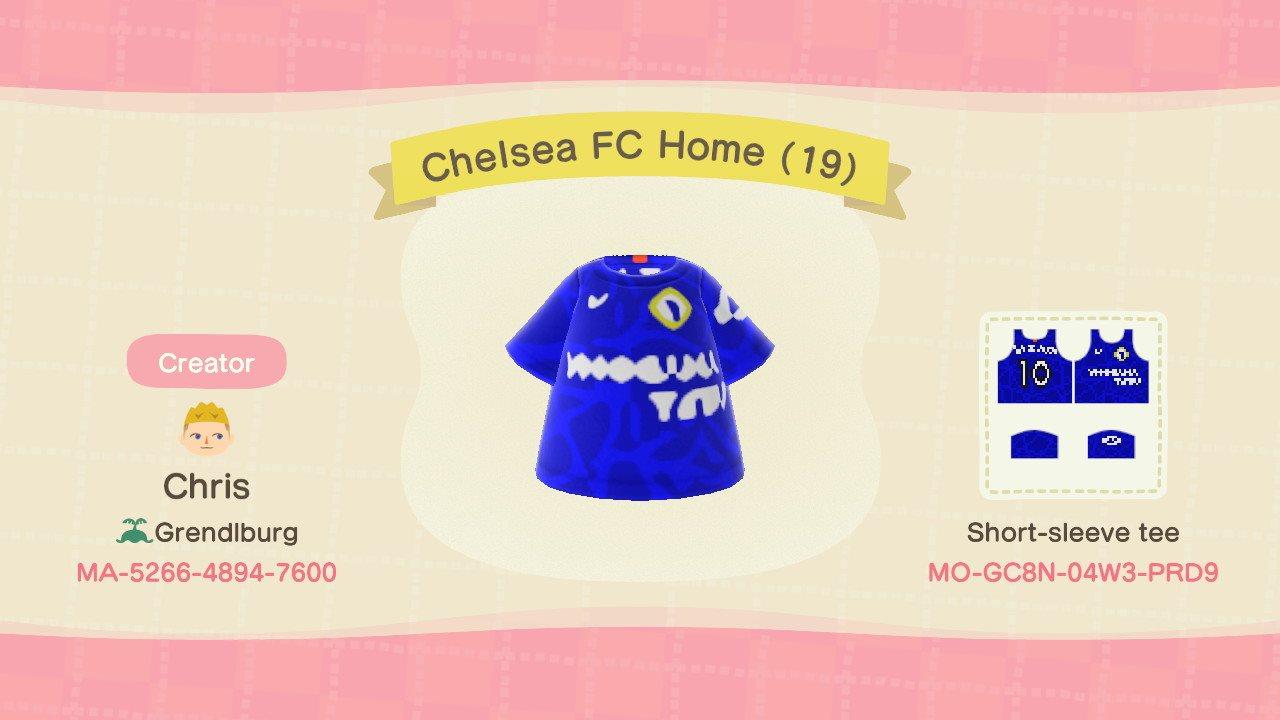 Chelsea FC Home (19)
Creator
Chris
Grendlburg
MA-5266-4894-7600
10
Short-sleeve tee
MO-GC8N-04W3-PRD9